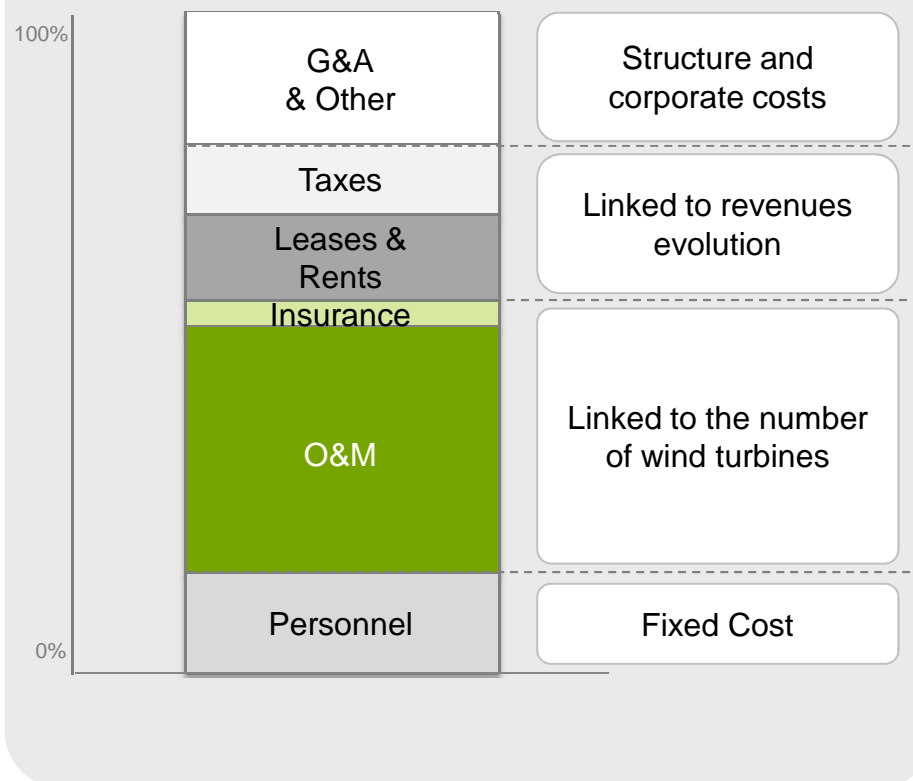 100%
G&A
& Other
Structure and
corporate costs
Taxes
Leases &
Rents
Linked to revenues
evolution
Insurance
O&M
Linked to the number
of wind turbines
Personnel
Fixed Cost
0%